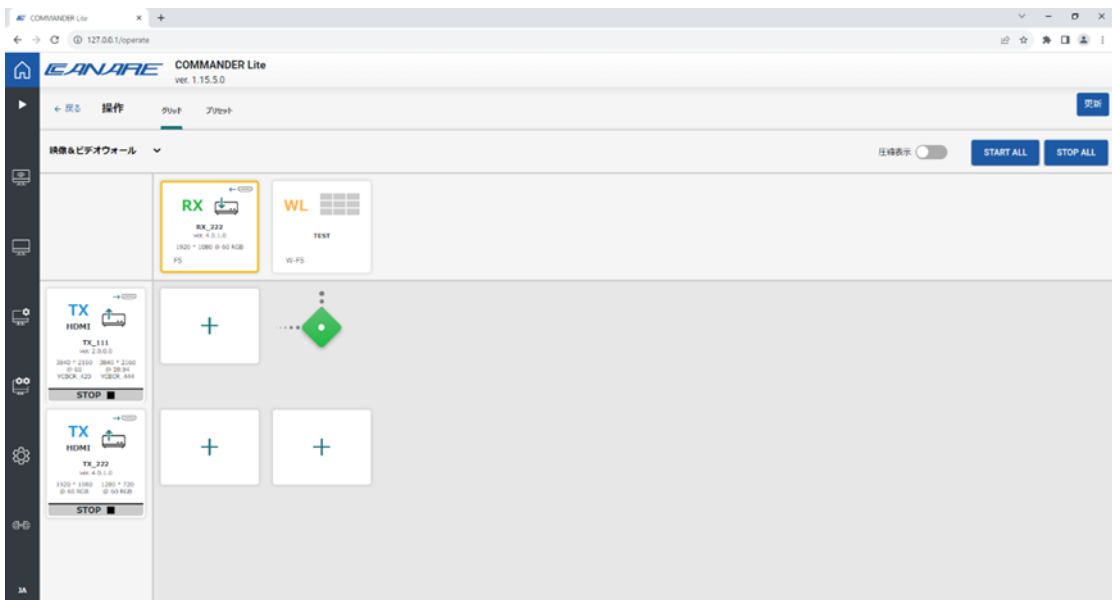 COMMANDER Lite
127.0.0.1/operate
CANARE
COMMANDER Lite
ver. 1.15.5.0
戻る 操作 グリッド プリセット 更新
映像&ビデオウォール 圧縮表示 START ALL STOP ALL
RX
RX_222
ver. 4.0.1.0
1920 * 1080 @ 60 RGB
FS
WL
TEST
W-FS
TX
HDMI
TX_111
ver. 2.0.0.0
3840 * 2160 3840 * 2160
@ 60 @ 59.94
YCBCR_420 YCBCR_444
STOP
TX
HDMI
TX_222
ver. 4.0.1.0
1920 * 1080 1280 * 720
@ 60 RGB @ 60 RGB
STOP
JA